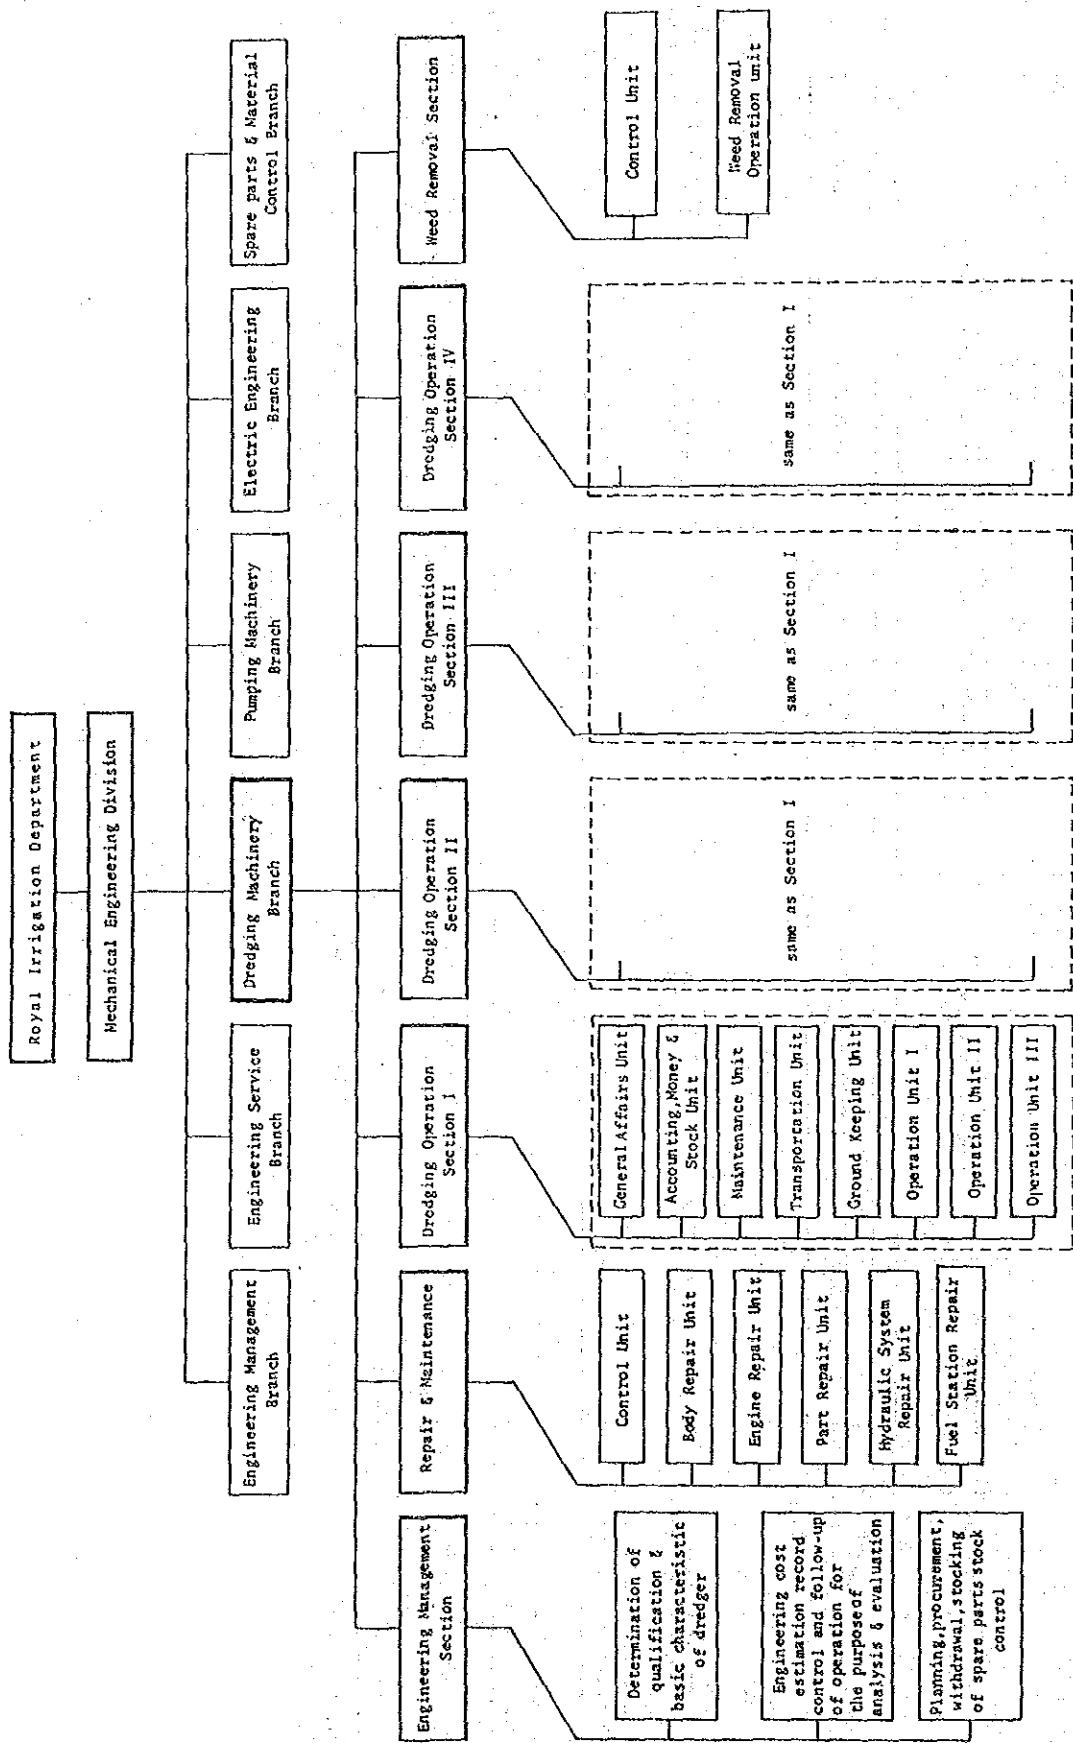 Royal Irrigation Department
Mechanical Engineering Division
Engineering Management
Branch
Engineering Service
Branch
Dredging Machinery
Branch
Pumping Machinery
Branch
Electric Engineering
Branch
Spare parts & Material
Control Branch
Engineering Management
Section
Repair & Maintenance
Dredging Operation
Section I
Dredging Operation
Section II
Dredging Operation
Section III
Dredging Operation
Section IV
Weed Removal Section
Determination of
qualification &
basic characteristic
of dredger
Engineering cost
estimation record
control and follow-up
of operation for
the purpose of
analysis & evaluation
Planning,procurement,
withdrawal,stocking
of spare parts stock
control
Control Unit
Body Repair Unit
Engine Repair Unit
Part Repair Unit
Hydraulic System
Repair Unit
Fuel Station Repair
Unit
General Affairs Unit
Accounting,Money &
Stock Unit
Maintenance Unit
Transportation Unit
Ground Keeping Unit
Operation Unit I
Operation Unit II
Operation Unit III
same as Section I
same as Section I
same as Section I
Control Unit
Weed Removal
Operation unit